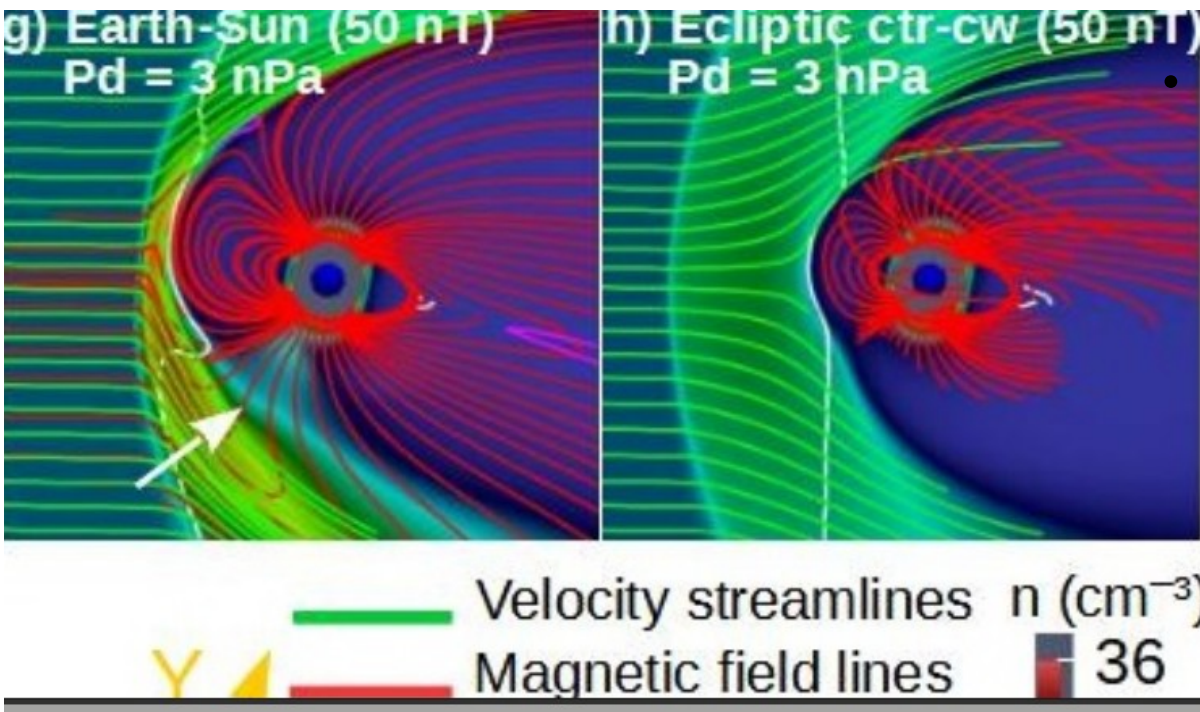 g) Earth-Sun (50 nT)
Pd = 3 nPa
h) Ecliptic ctr-cw (50 nT)
Pd = 3 nPa
Velocity streamlines
n (cm⁻³)
Y
Magnetic field lines
36